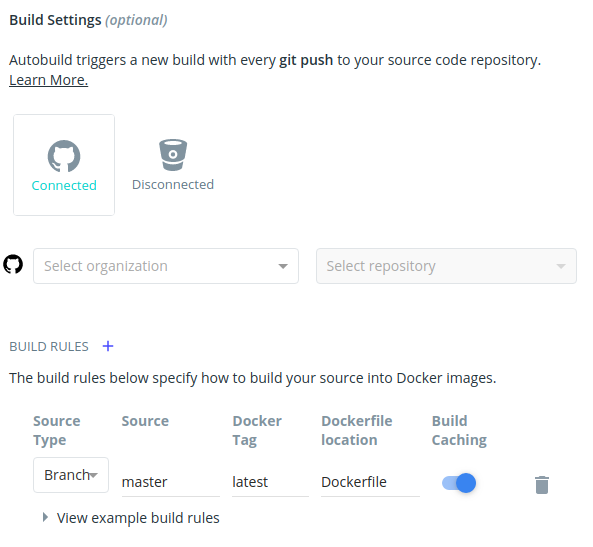 Build Settings (optional)
Autobuild triggers a new build with every git push to your source code repository.
Learn More.
Connected
Disconnected
Select organization
Select repository
BUILD RULES +
The build rules below specify how to build your source into Docker images.
Source Type
Source
Docker Tag
Dockerfile location
Build Caching
Branch
master
latest
Dockerfile
View example build rules